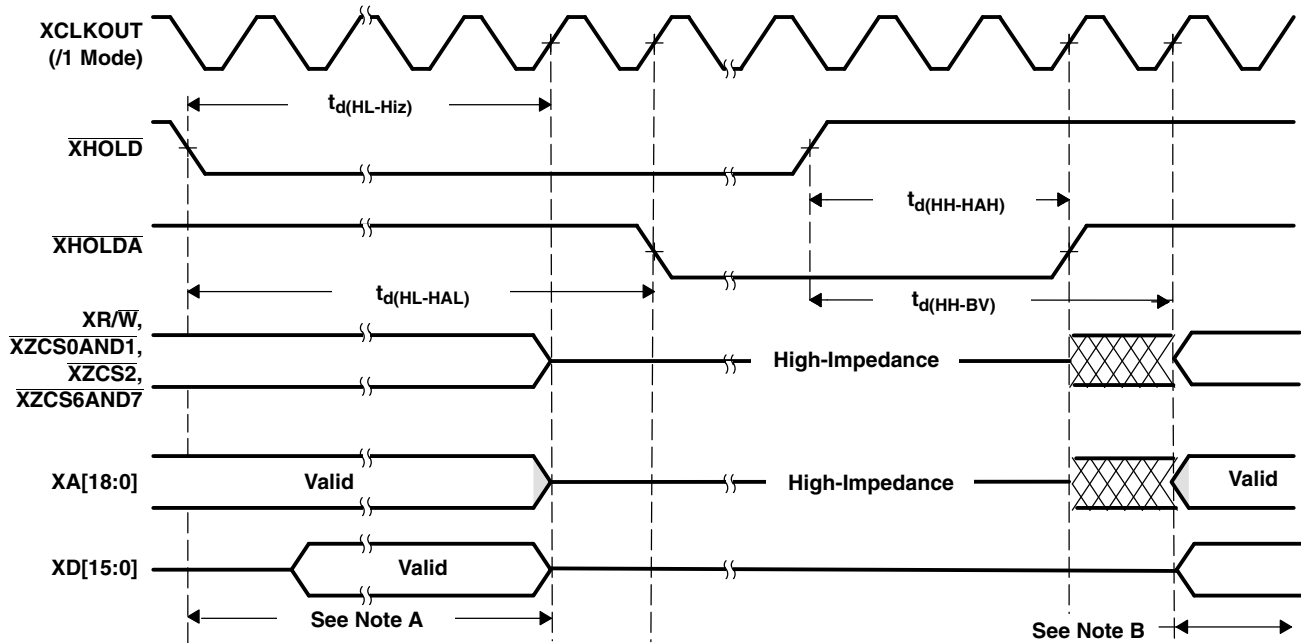 XCLKOUT
(/1 Mode)
td(HL-Hiz)
XHOLD
td(HH-HAH)
XHOLDA
td(HL-HAL)
td(HH-BV)
XR/W,
XZCS0AND1,
XZCS2,
XZCS6AND7
High-Impedance
XA[18:0]
Valid
High-Impedance
Valid
XD[15:0]
Valid
See Note A
See Note B